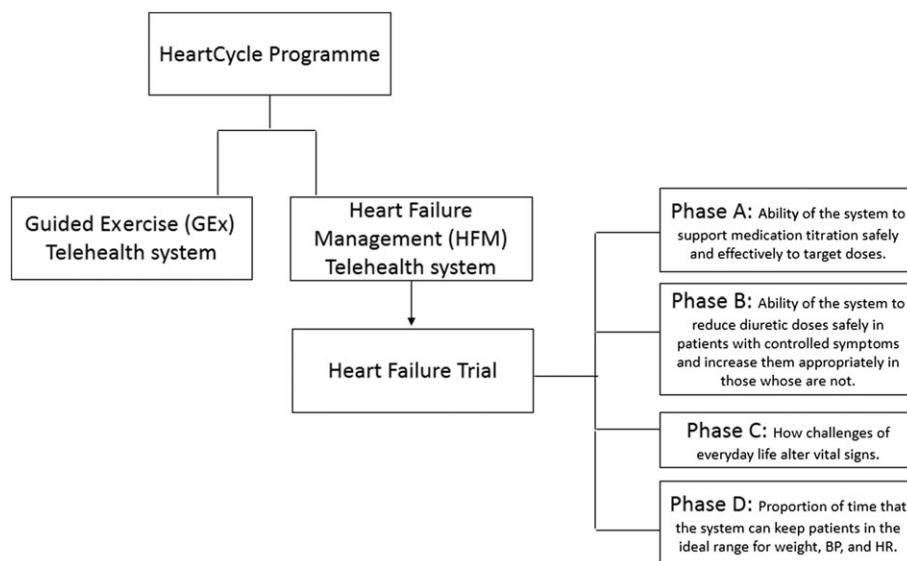 HeartCycle Programme
Guided Exercise (GEx)
Telehealth system
Heart Failure
Management (HFM)
Telehealth system
Heart Failure Trial
Phase A: Ability of the system to
support medication titration safely
and effectively to target doses.
Phase B: Ability of the system to
reduce diuretic doses safely in
patients with controlled symptoms
and increase them appropriately in
those whose are not.
Phase C: How challenges of
everyday life alter vital signs.
Phase D: Proportion of time that
the system can keep patients in the
ideal range for weight, BP, and HR.